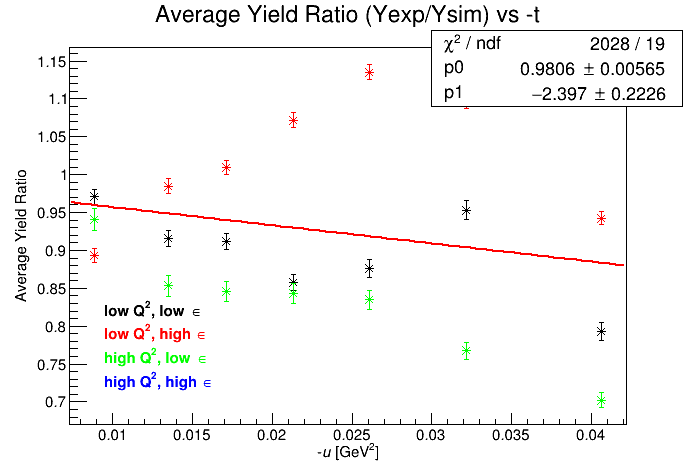 Average Yield Ratio (Yexp/Ysim) vs -t
χ² / ndf 2028 / 19
p0 0.9806 ± 0.00565
p1 −2.397 ± 0.2226
1.15
1.1
1.05
1
0.95
0.9
0.85
0.8
0.75
0.7
Average Yield Ratio
low Q², low ∈
low Q², high ∈
high Q², low ∈
high Q², high ∈
0.01 0.015 0.02 0.025 0.03 0.035 0.04
-u [GeV²]